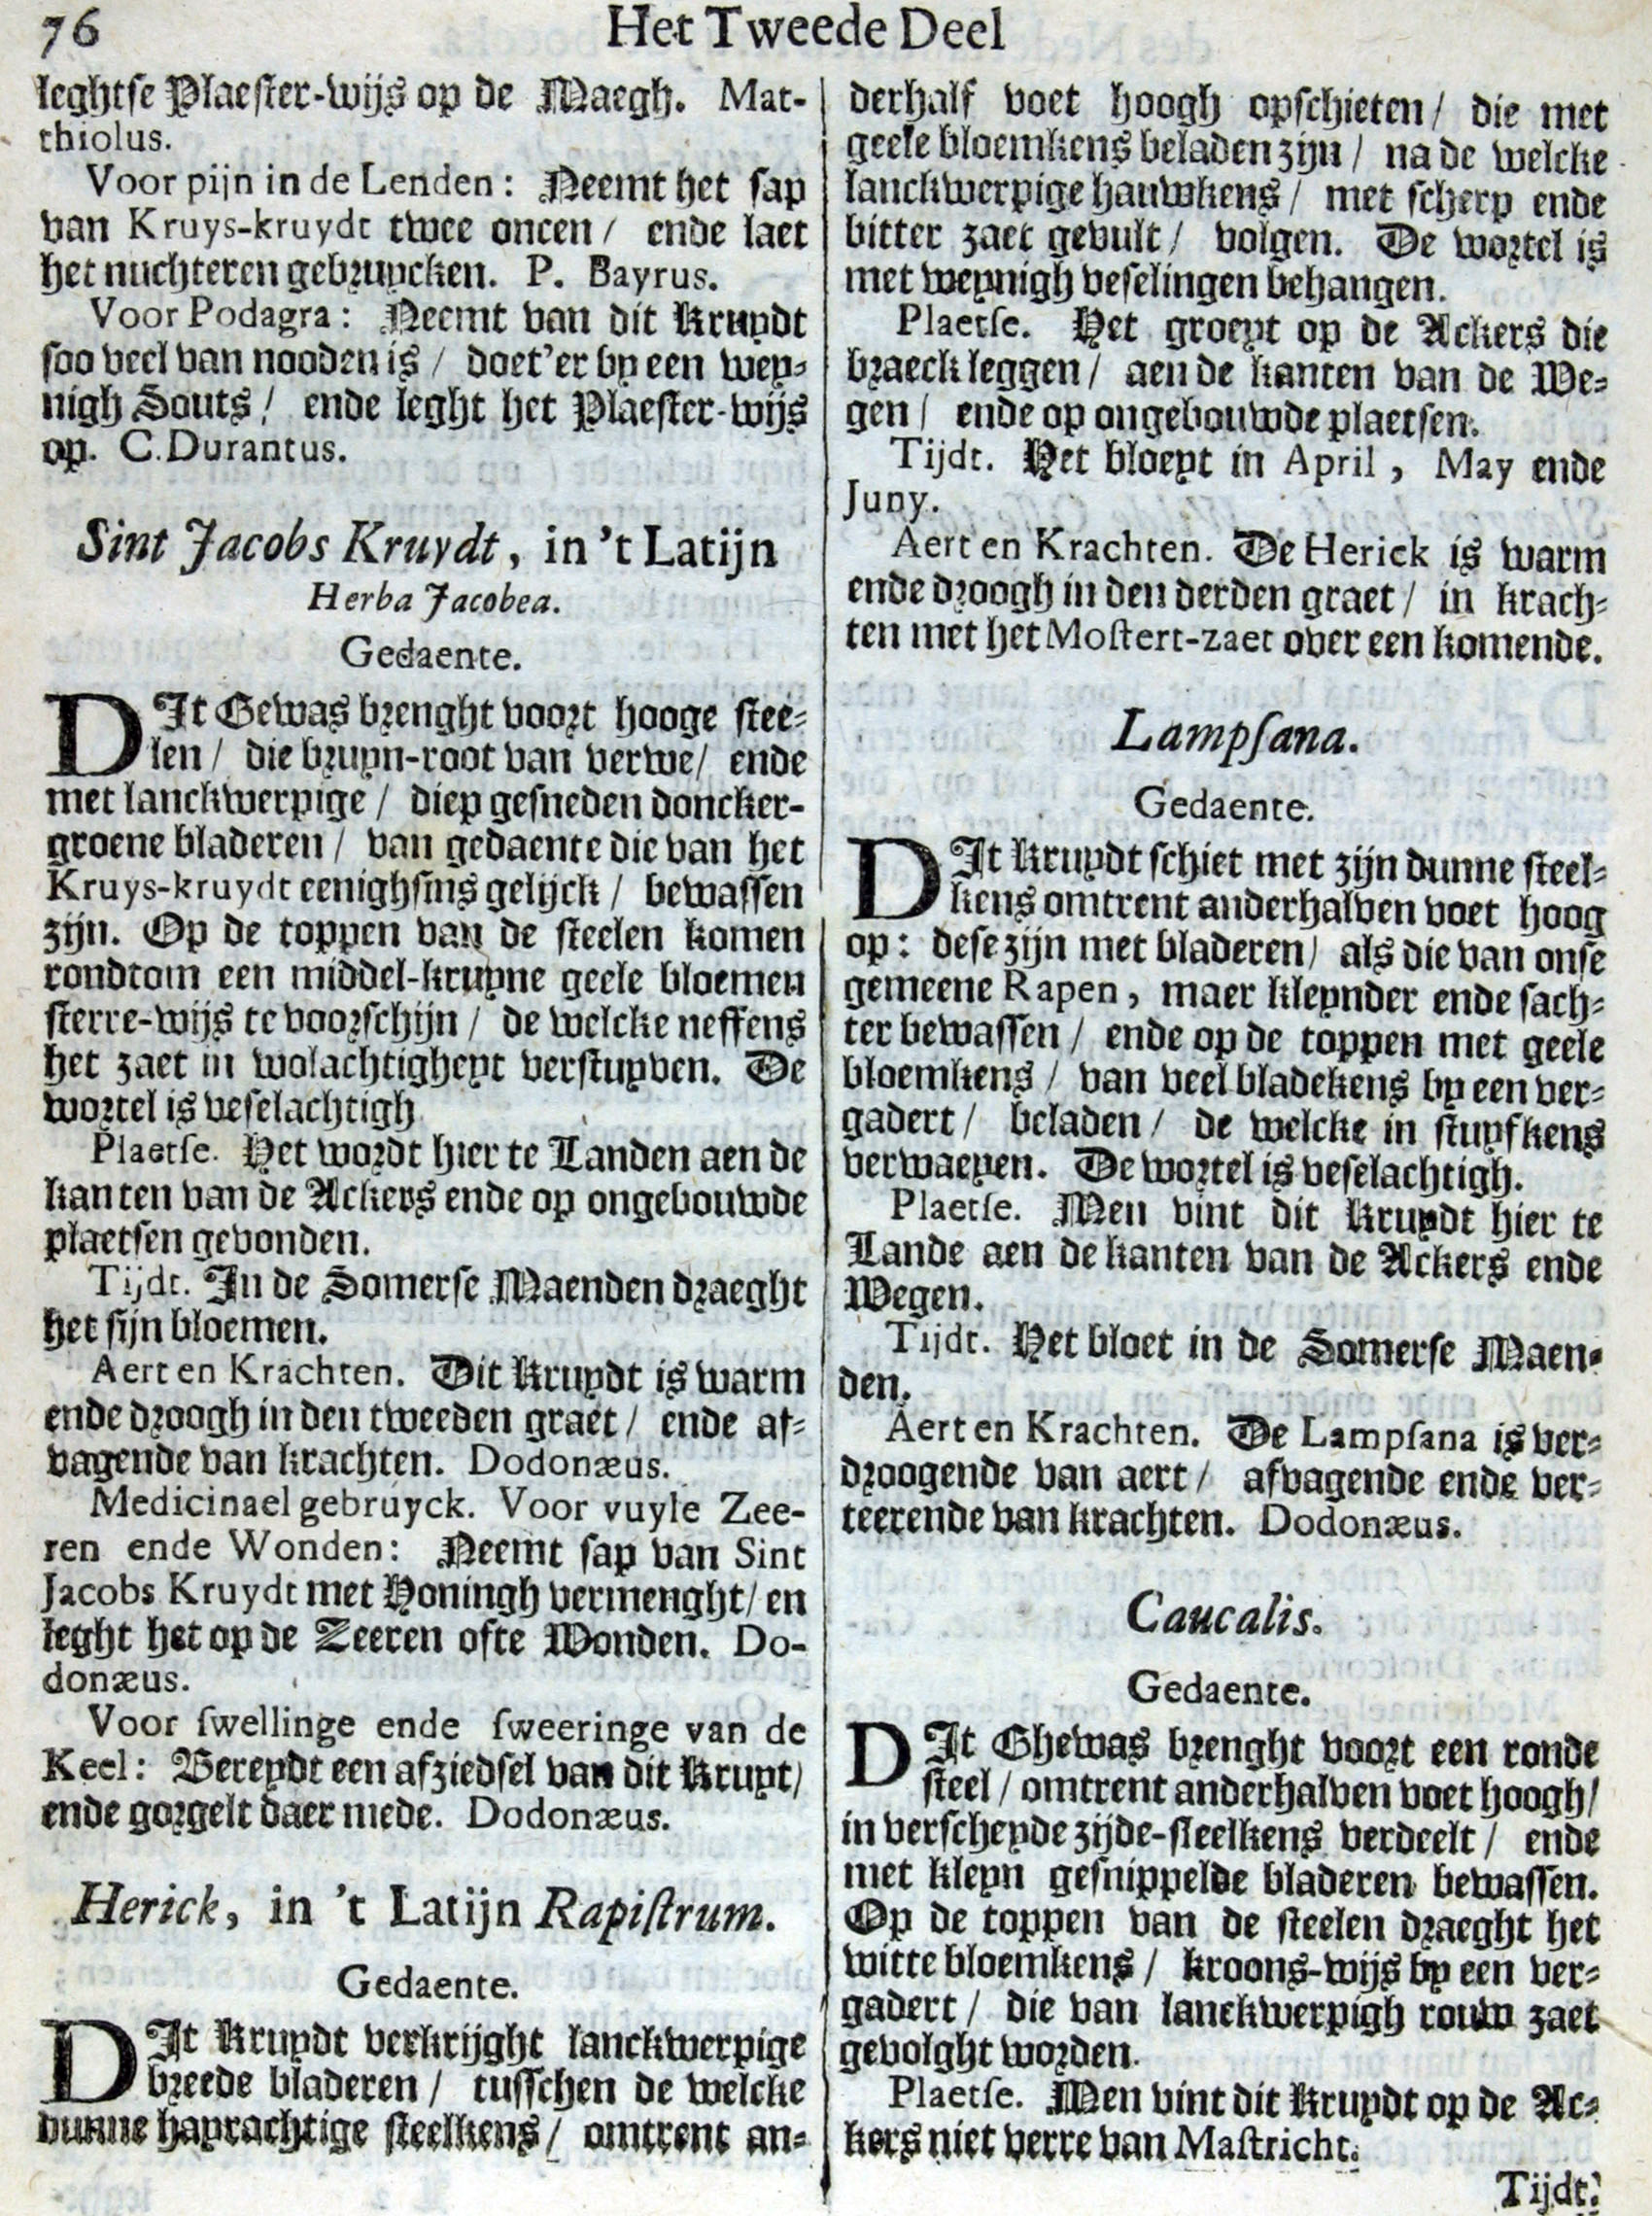 76 Het Tweede Deel
leghtse Plaester-wijs op de Maegh. Mat-
thiolus.
Voor pijn in de Lenden: Neemt het sap
van Kruys-kruydt twee oncen / ende laet
het nuchteren gebruycken. P. Bayrus.
Voor Podagra: Neemt van dit Kruydt
soo veel van nooden is / doet'er by een wey-
nigh Souts / ende leght het Plaester-wijs
op. C. Durantus.
Sint Jacobs Kruydt, in 't Latijn
Herba Jacobea.
Gedaente.
DIt Gewas brenght voort hooge stee-
len / die bruyn-root van verwe / ende
met lanckwerpige / diep gesneden doncker-
groene bladeren / van gedaente die van het
Kruys-kruydt eenighsins gelijck / bewassen
zijn. Op de toppen van de steelen komen
rondtom een middel-kruyne geele bloemen
sterre-wijs te voorschijn / de welcke neffens
het zaet in wolachtigheyt verstuyven. De
wortel is veselachtigh
Plaetse. Het wordt hier te Landen aen de
kanten van de Ackers ende op ongebouwde
plaetsen gevonden.
Tijdt. In de Somerse Maenden draeght
het sijn bloemen.
Aert en Krachten. Dit Kruydt is warm
ende droogh in den tweeden graet / ende af-
vagende van krachten. Dodonæus.
Medicinael gebruyck. Voor vuyle Zee-
ren ende Wonden: Neemt sap van Sint
Jacobs Kruydt met Honingh vermenght / en
leght het op de Zeeren ofte Wonden. Do-
donæus.
Voor swellinge ende sweeringe van de
Keel: Bereydt een afziedsel van dit Kruyt /
ende gorgelt daer mede. Dodonæus.
Herick, in 't Latijn Rapistrum.
Gedaente.
DIt Kruydt verkrijght lanckwerpige
breede bladeren / tusschen de welcke
dunne hayrachtige steelkens / omtrent an-
derhalf voet hoogh opschieten / die met
geele bloemkens beladen zijn / na de welcke
lanckwerpige hauwkens / met scherp ende
bitter zaet gevult / volgen. De wortel is
met weynigh veselingen behangen.
Plaetse. Het groeyt op de Ackers die
braeck leggen / aen de kanten van de We-
gen / ende op ongebouwde plaetsen.
Tijdt. Het bloeyt in April, May ende
Juny.
Aert en Krachten. De Herick is warm
ende droogh in den derden graet / in krach-
ten met het Mostert-zaet over een komende.
Lampsana.
Gedaente.
DIt Kruydt schiet met zijn dunne steel-
kens omtrent anderhalven voet hoog
op: dese zijn met bladeren / als die van onse
gemeene Rapen, maer kleynder ende sach-
ter bewassen / ende op de toppen met geele
bloemkens / van veel bladekens by een ver-
gadert / beladen / de welcke in stuyfkens
verwaeyen. De wortel is veselachtigh.
Plaetse. Men vint dit Kruydt hier te
Lande aen de kanten van de Ackers ende
Wegen.
Tijdt. Het bloet in de Somerse Maen-
den.
Aert en Krachten. De Lampsana is ver-
droogende van aert / afvagende ende ver-
teerende van krachten. Dodonæus.
Caucalis.
Gedaente.
DIt Ghewas brenght voort een ronde
steel / omtrent anderhalven voet hoogh /
in verscheyde zijde-steelkens verdeelt / ende
met kleyn gesnippelde bladeren bewassen.
Op de toppen van de steelen draeght het
witte bloemkens / kroons-wijs by een ver-
gadert / die van lanckwerpigh rouw zaet
gevolght worden.
Plaetse. Men vint dit Kruydt op de Ac-
kers niet verre van Mastricht.
Tijdt.